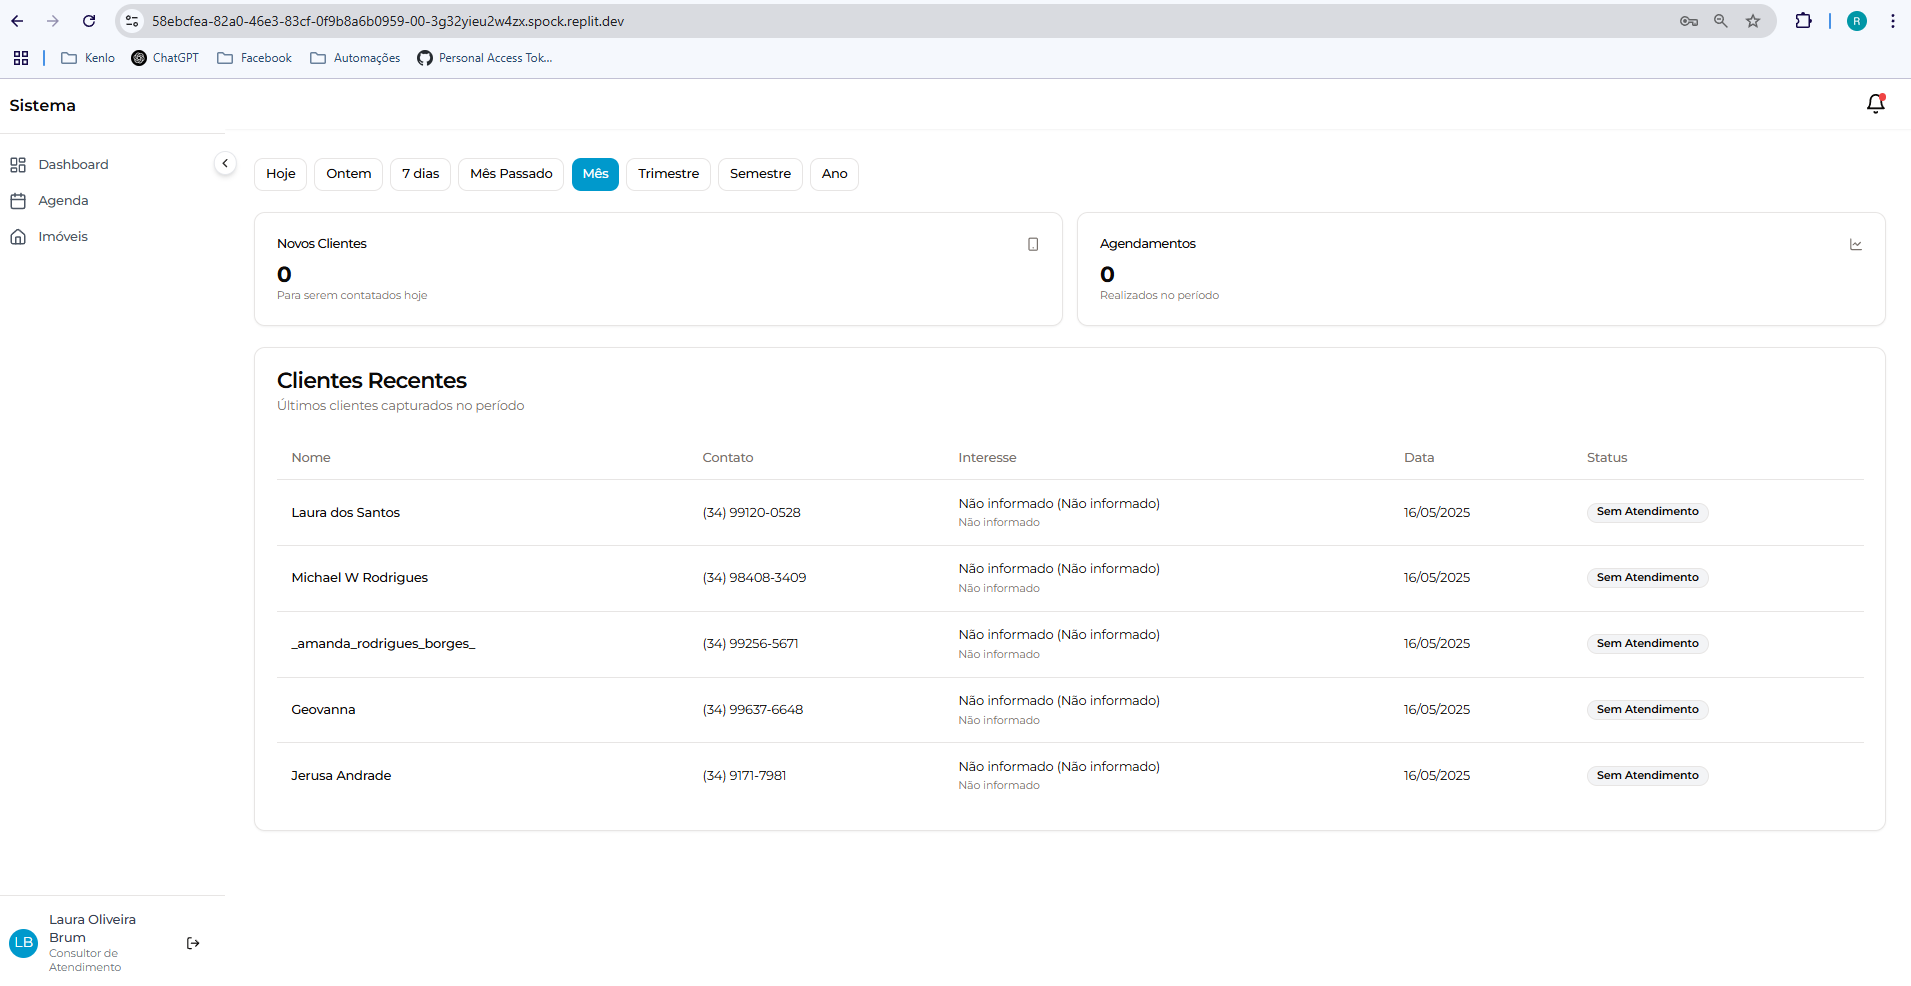 58ebcfea-82a0-46e3-83cf-0f9b8a6b0959-00-3g32yieu2w4zx.spock.replit.dev
R
Kenlo
ChatGPT
Facebook
Automações
Personal Access Tok...
Sistema
Dashboard
Agenda
Imóveis
Hoje
Ontem
7 dias
Mês Passado
Mês
Trimestre
Semestre
Ano
Novos Clientes
0
Para serem contatados hoje
Agendamentos
0
Realizados no período
Clientes Recentes
Últimos clientes capturados no período
Nome Contato Interesse Data Status
Laura dos Santos (34) 99120-0528 Não informado (Não informado) 16/05/2025 Sem Atendimento
Não informado
Michael W Rodrigues (34) 98408-3409 Não informado (Não informado) 16/05/2025 Sem Atendimento
Não informado
_amanda_rodrigues_borges_ (34) 99256-5671 Não informado (Não informado) 16/05/2025 Sem Atendimento
Não informado
Geovanna (34) 99637-6648 Não informado (Não informado) 16/05/2025 Sem Atendimento
Não informado
Jerusa Andrade (34) 9171-7981 Não informado (Não informado) 16/05/2025 Sem Atendimento
Não informado
LB
Laura Oliveira
Brum
Consultor de
Atendimento